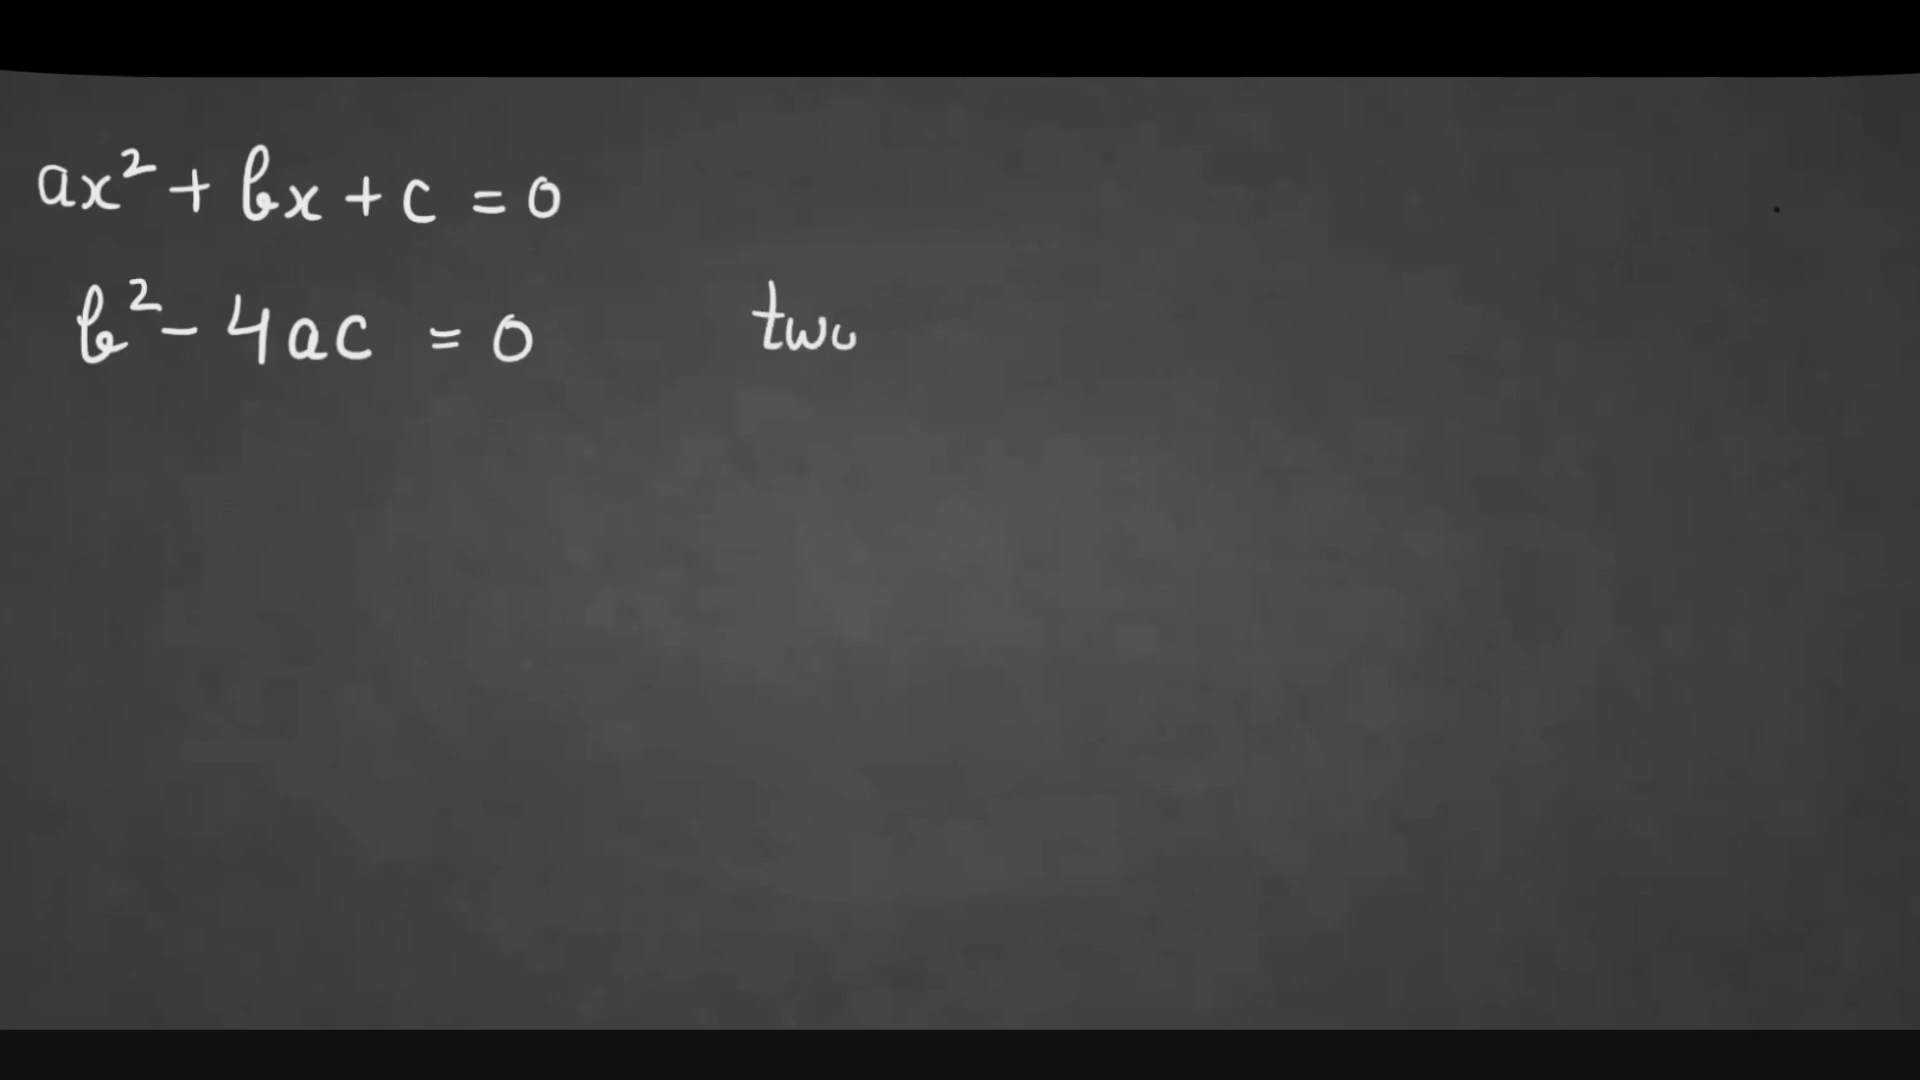 ax² + bx + c = 0
b² - 4ac = 0 two